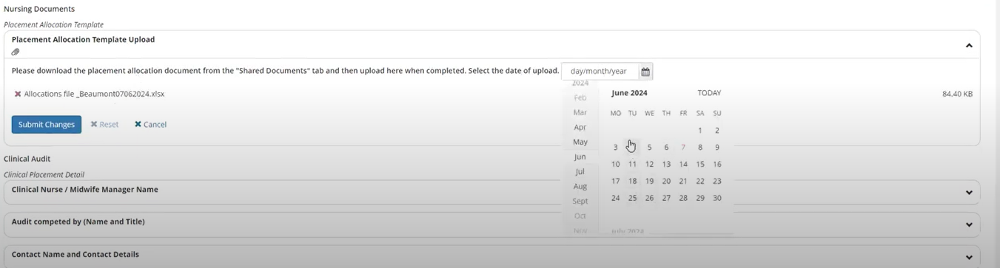 Nursing Documents
Placement Allocation Template
Placement Allocation Template Upload
Please download the placement allocation document from the "Shared Documents" tab and then upload here when completed. Select the date of upload. day/month/year
Allocations file _Beaumont07062024.xlsx 84.40 KB
Submit Changes Reset Cancel
2024
Feb
Mar
Apr
May
Jun
Jul
Aug
Sept
Oct
Nov
June 2024 TODAY
MO TU WE TH FR SA SU
1 2
3 5 6 7 8 9
10 11 12 13 14 15 16
17 18 19 20 21 22 23
24 25 26 27 28 29 30
July 2024
Clinical Audit
Clinical Placement Detail
Clinical Nurse / Midwife Manager Name
Audit competed by (Name and Title)
Contact Name and Contact Details